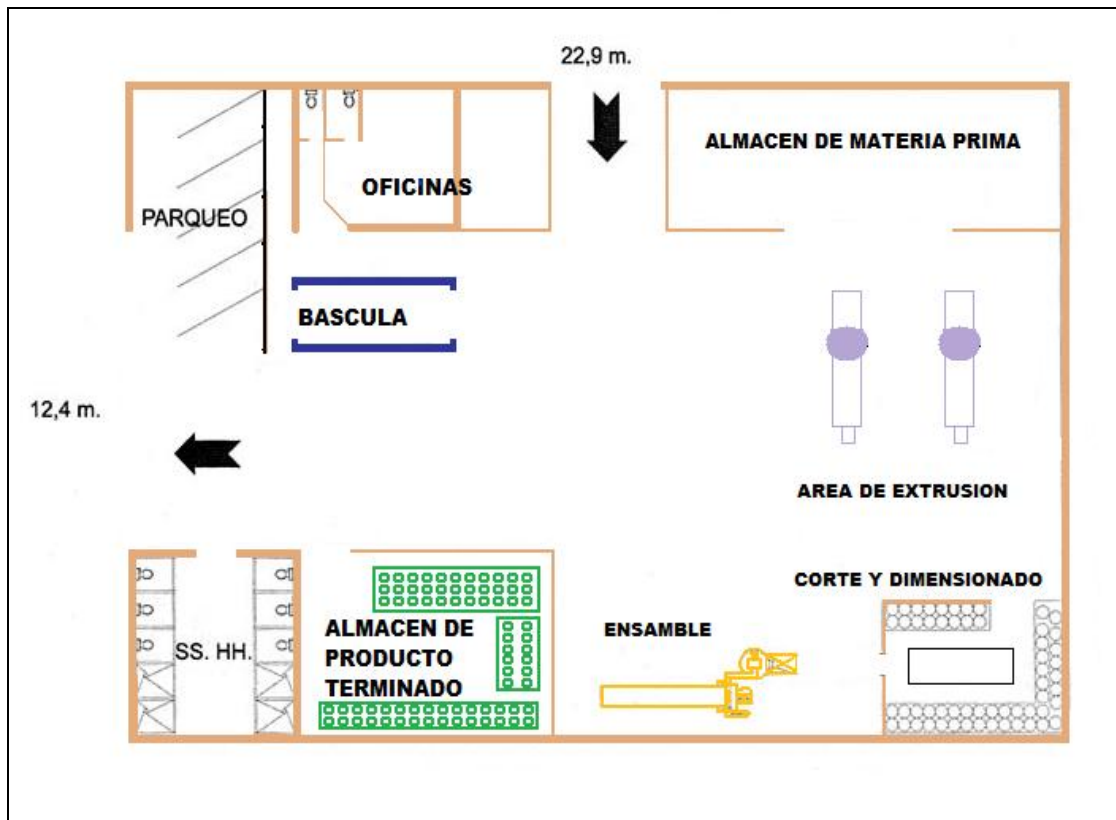 22,9 m.
ALMACEN DE MATERIA PRIMA
OFICINAS
PARQUEO
BASCULA
12,4 m.
AREA DE EXTRUSION
CORTE Y DIMENSIONADO
ENSAMBLE
ALMACEN DE
PRODUCTO
TERMINADO
SS. HH.